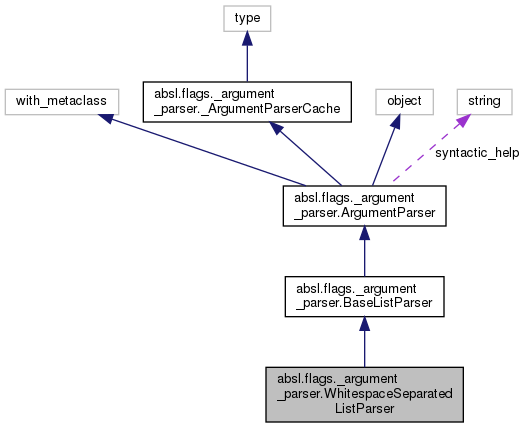 type
with_metaclass
absl.flags._argument
_parser._ArgumentParserCache
object
string
syntactic_help
absl.flags._argument
_parser.ArgumentParser
absl.flags._argument
_parser.BaseListParser
absl.flags._argument
_parser.WhitespaceSeparated
ListParser